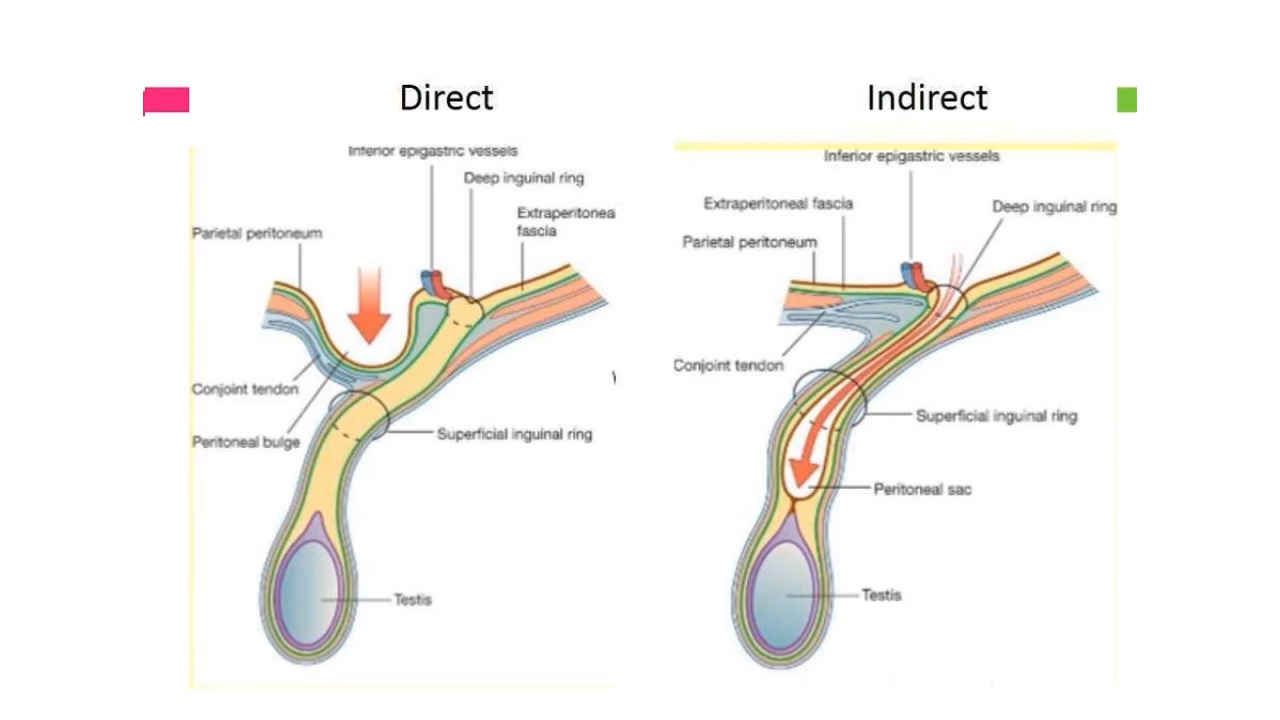 Direct
Indirect
Inferior epigastric vessels
Deep inguinal ring
Extraperitonea
fascia
Parietal peritoneum
Conjoint tendon
Peritoneal bulge
Superficial inguinal ring
Testis
Inferior epigastric vessels
Extraperitoneal fascia
Deep inguinal ring
Parietal peritoneum
Conjoint tendon
Superficial inguinal ring
Peritoneal sac
Testis